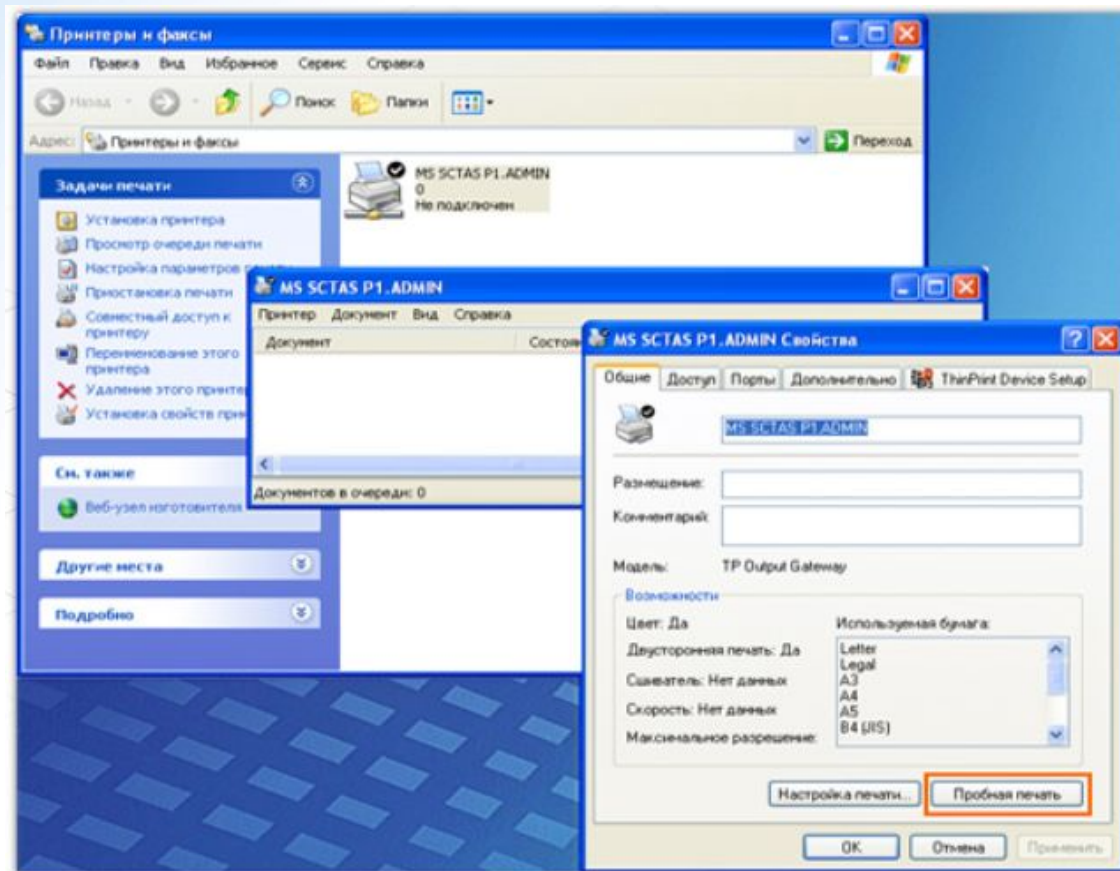 Принтеры и факсы
Файл Правка Вид Избранное Сервис Справка
Назад Поиск Папки
Адрес: Принтеры и факсы Переход
Задачи печати
Установка принтера
Просмотр очереди печати
Настройка параметров
Приостановка печати
Совместный доступ к
принтеру
Переименование этого
принтера
Удаление этого
Установка свойств
См. также
Веб-узел изготовителя
Другие места
Подробно
MS SCTAS P1.ADMIN
0
Не подключен
MS SCTAS P1.ADMIN
Принтер Документ Вид Справка
Документ
Документов в очереди: 0
MS SCTAS P1.ADMIN Свойства
Общие Доступ Порты Дополнительно ThinPrint Device Setup
MS SCTAS P1.ADMIN
Размещение:
Комментарий:
Модель: TP Output Gateway
Возможности
Цвет: Да
Двусторонняя печать: Да
Сшиватель: Нет данных
Скорость: Нет данных
Максимальное разрешение:
Используемая бумага:
Letter
Legal
A3
A4
A5
B4 (JIS)
Настройка печати... Пробная печать
OK Отмена Применить